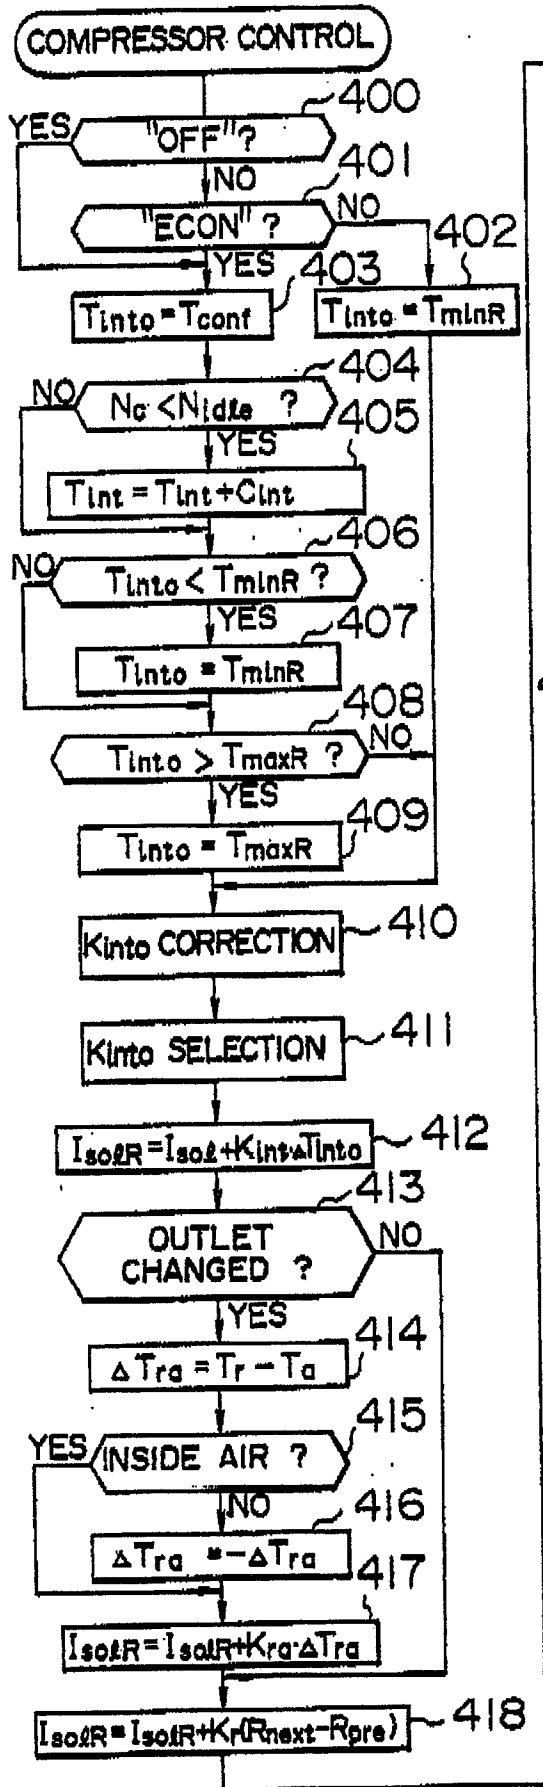 COMPRESSOR CONTROL
400
YES
"OFF"?
NO
401
"ECON" ?
NO
402
YES
403
Tinto = Tconf
Tinto = TminR
404
NO
Nc < Nidle ?
405
YES
Tint = Tint + Cint
406
NO
Tinto < TminR ?
YES
407
Tinto = TminR
408
Tinto > TmaxR ?
NO
YES
409
Tinto = TmaxR
Kinto CORRECTION
410
Kinto SELECTION
411
IsolR = Isol + Kint·ΔTinto
412
413
OUTLET
CHANGED ?
NO
YES
414
ΔTra = Tr - Ta
415
YES
INSIDE AIR ?
NO
416
ΔTra = -ΔTra
417
IsolR = IsolR + Kra·ΔTra
IsolR = IsolR + Kr(Rnext - Rpre)
418